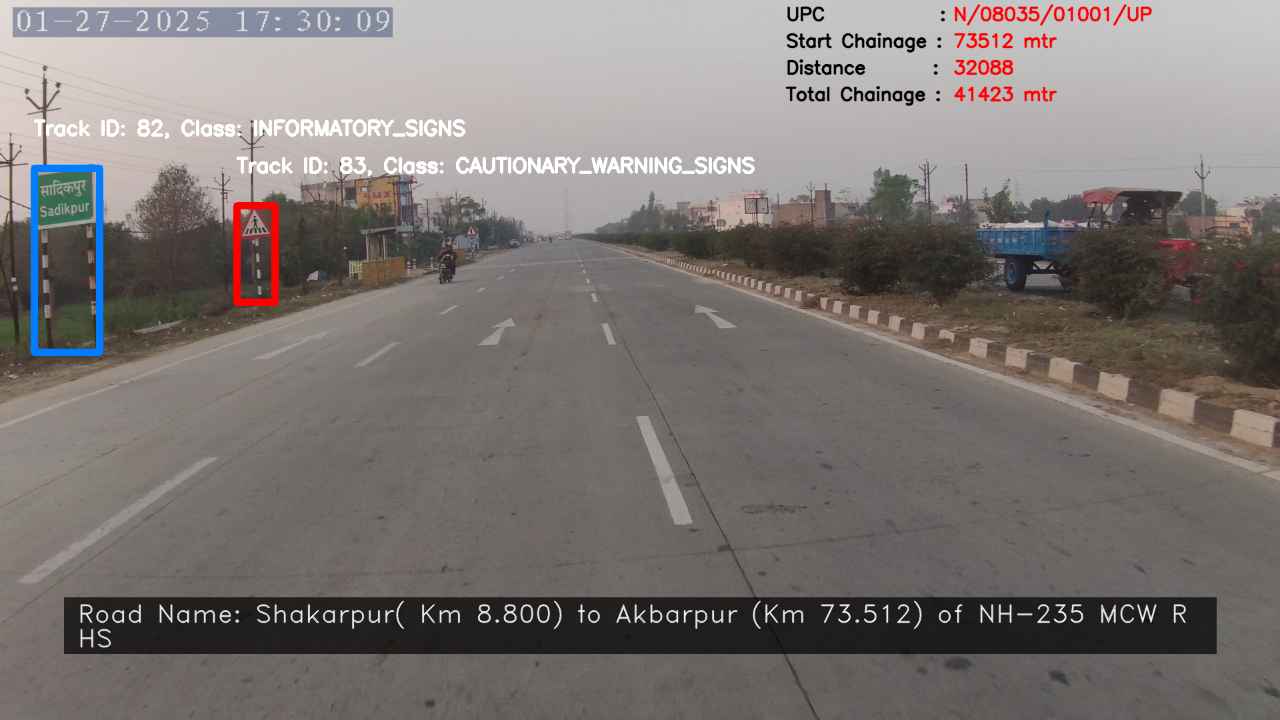 01-27-2025 17:30:09
UPC : N/08035/01001/UP
Start Chainage : 73512 mtr
Distance : 32088
Total Chainage : 41423 mtr
Track ID: 82, Class: INFORMATORY_SIGNS
Track ID: 83, Class: CAUTIONARY_WARNING_SIGNS
सादिकपुर
Sadikpur
Road Name: Shakarpur( Km 8.800) to Akbarpur (Km 73.512) of NH-235 MCW R
HS